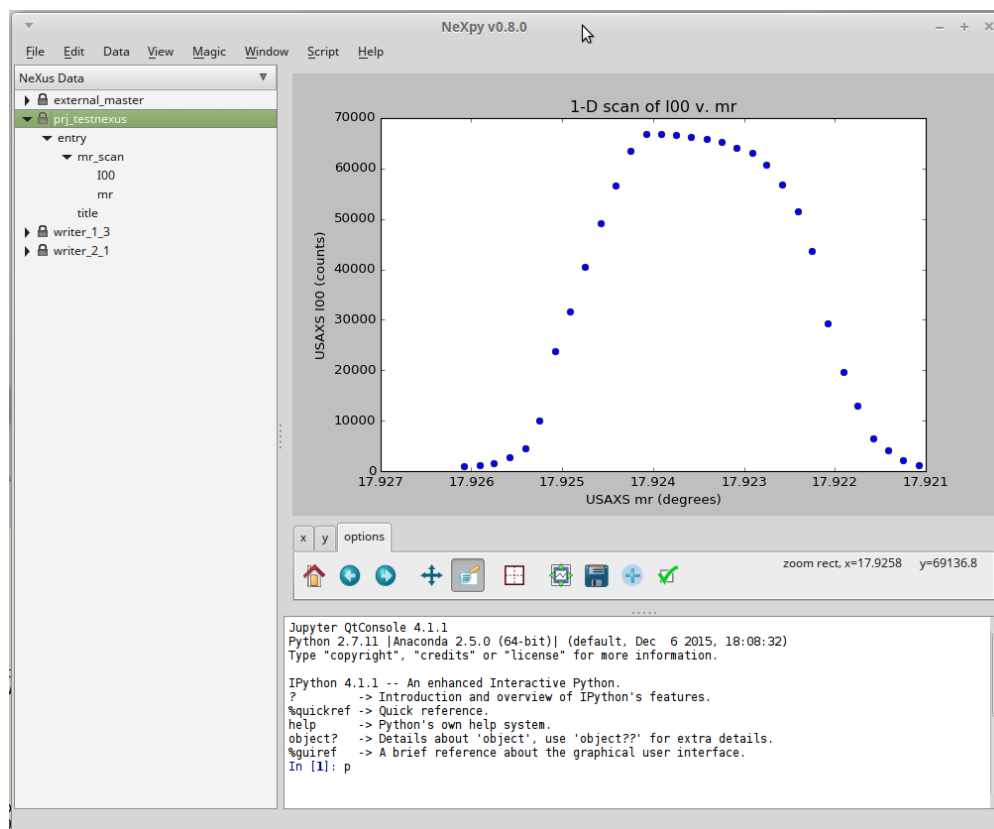 NeXpy v0.8.0
File Edit Data View Magic Window Script Help
NeXus Data
external_master
prj_testnexus
entry
mr_scan
I00
mr
title
writer_1_3
writer_2_1
1-D scan of I00 v. mr
70000
60000
50000
40000
30000
20000
10000
0
USAXS I00 (counts)
17.927 17.926 17.925 17.924 17.923 17.922 17.921
USAXS mr (degrees)
x y options
zoom rect, x=17.9258 y=69136.8
Jupyter QtConsole 4.1.1
Python 2.7.11 |Anaconda 2.5.0 (64-bit)| (default, Dec  6 2015, 18:08:32)
Type "copyright", "credits" or "license" for more information.
IPython 4.1.1 -- An enhanced Interactive Python.
?         -> Introduction and overview of IPython's features.
%quickref -> Quick reference.
help      -> Python's own help system.
object?   -> Details about 'object', use 'object??' for extra details.
%guiref   -> A brief reference about the graphical user interface.
In [1]: p